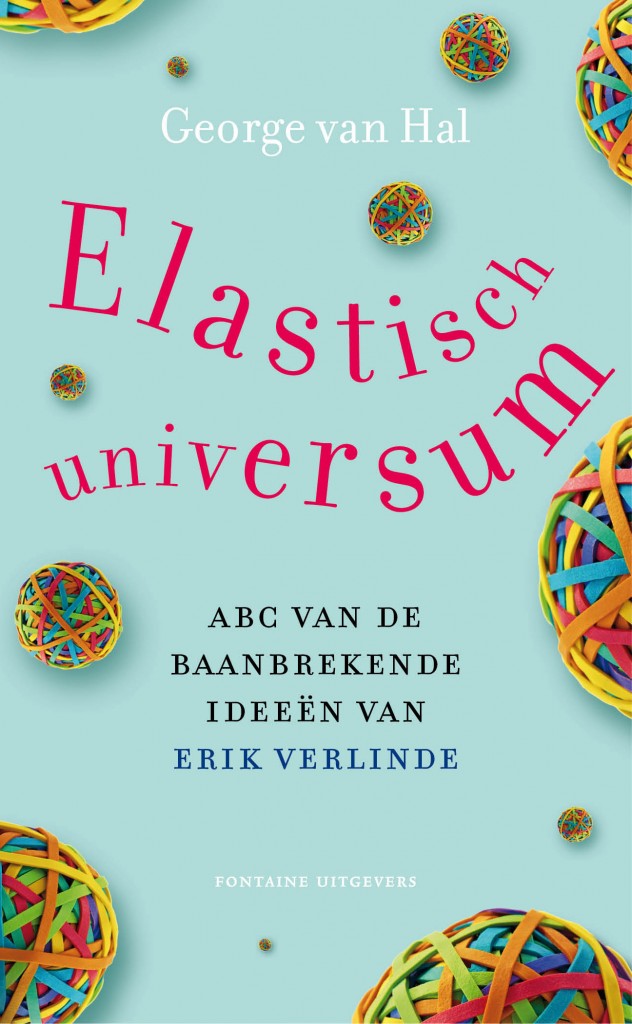 George van Hal
Elastisch
universum
ABC VAN DE
BAANBREKENDE
IDEEËN VAN
ERIK VERLINDE
FONTAINE UITGEVERS